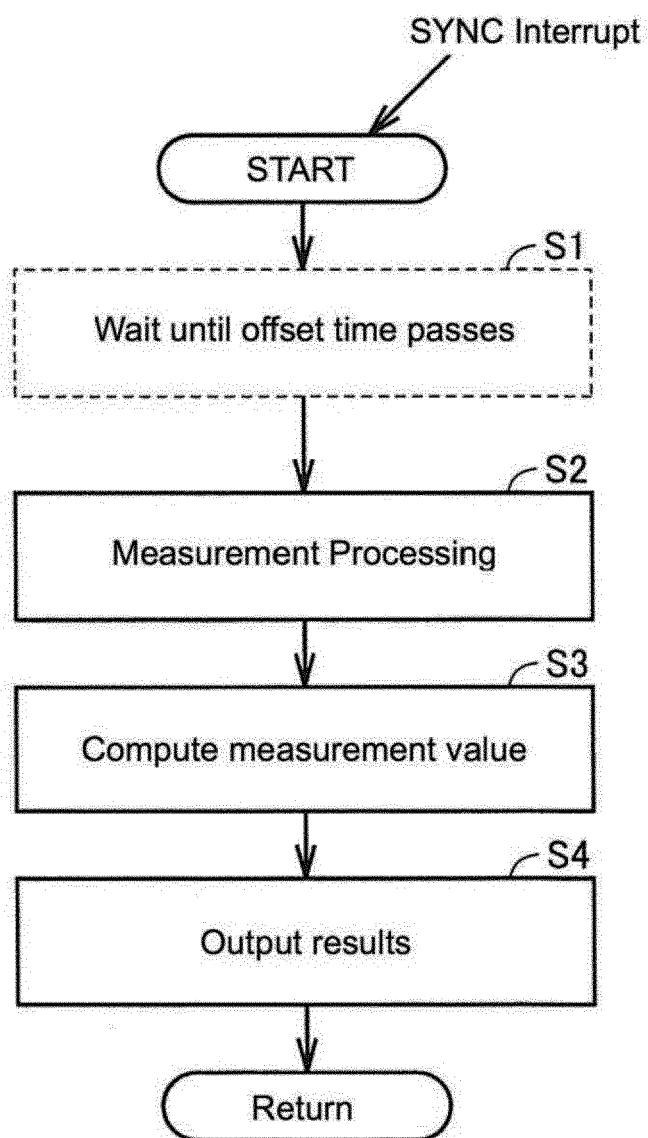 SYNC Interrupt
START
S1
Wait until offset time passes
S2
Measurement Processing
S3
Compute measurement value
S4
Output results
Return